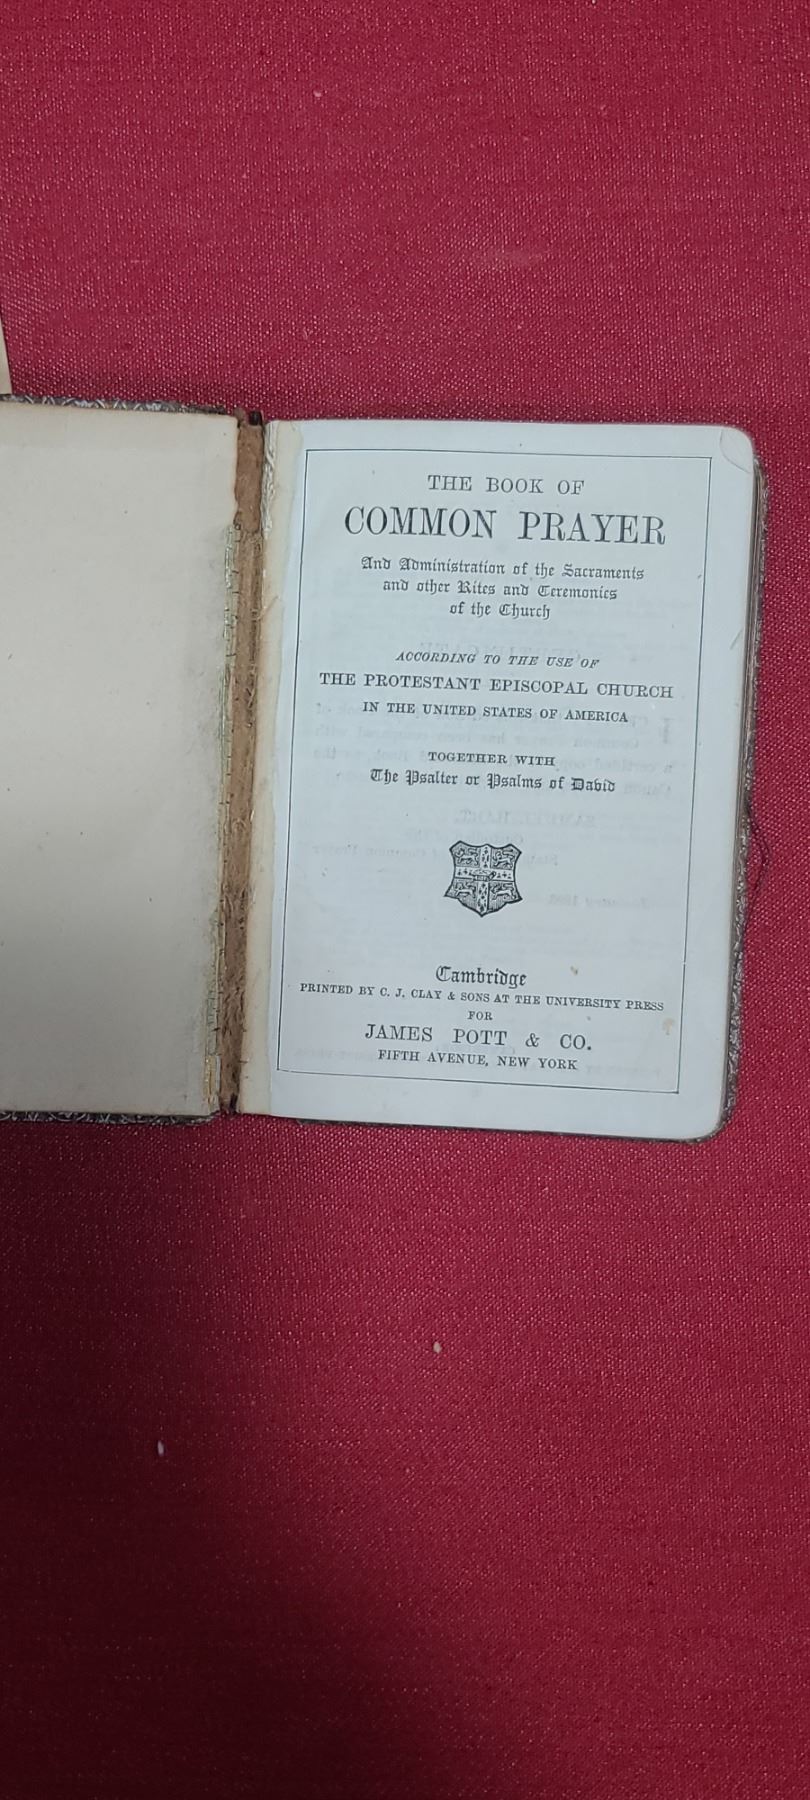 THE BOOK OF
COMMON PRAYER
And Administration of the Sacraments
and other Rites and Ceremonies
of the Church
ACCORDING TO THE USE OF
THE PROTESTANT EPISCOPAL CHURCH
IN THE UNITED STATES OF AMERICA
TOGETHER WITH
The Psalter or Psalms of David
Cambridge
PRINTED BY C. J. CLAY & SONS AT THE UNIVERSITY PRESS
FOR
JAMES POTT & CO.
FIFTH AVENUE, NEW YORK